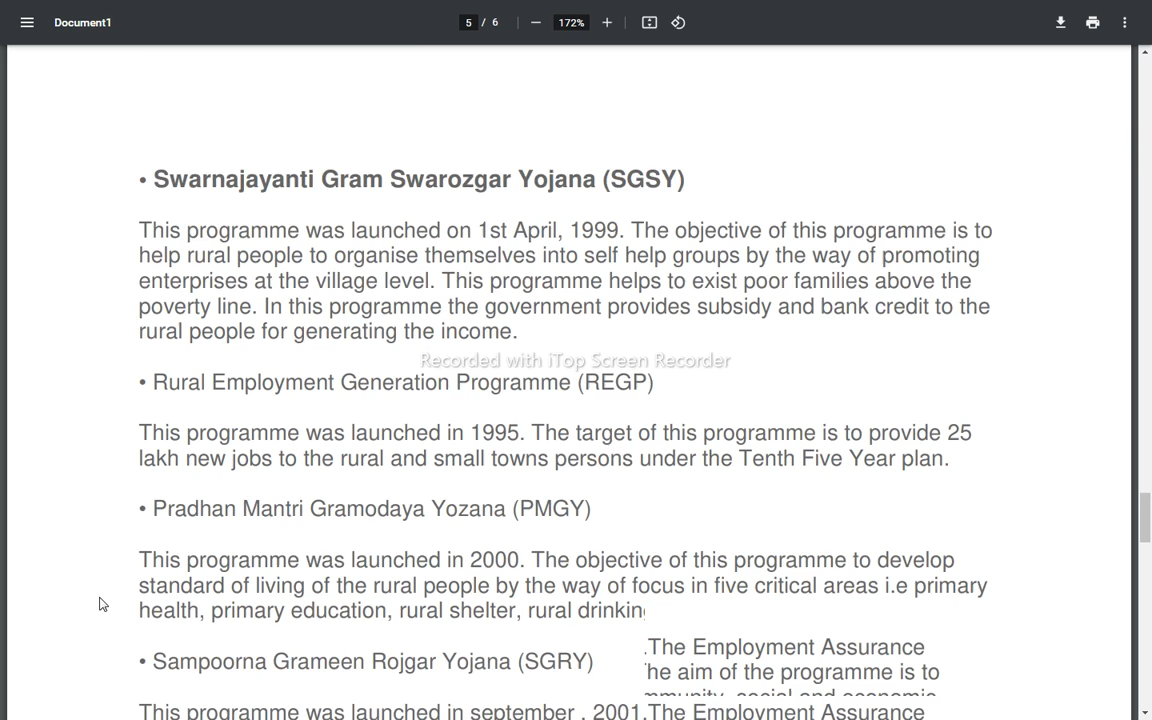 Document1
5 / 6
172%
• Swarnajayanti Gram Swarozgar Yojana (SGSY)
This programme was launched on 1st April, 1999. The objective of this programme is to
help rural people to organise themselves into self help groups by the way of promoting
enterprises at the village level. This programme helps to exist poor families above the
poverty line. In this programme the government provides subsidy and bank credit to the
rural people for generating the income.
Recorded with iTop Screen Recorder
• Rural Employment Generation Programme (REGP)
This programme was launched in 1995. The target of this programme is to provide 25
lakh new jobs to the rural and small towns persons under the Tenth Five Year plan.
• Pradhan Mantri Gramodaya Yozana (PMGY)
This programme was launched in 2000. The objective of this programme to develop
standard of living of the rural people by the way of focus in five critical areas i.e primary
health, primary education, rural shelter, rural
.The Employment Assurance
• Sampoorna Grameen Rojgar Yojana (SGRY)
aim of the programme is to
social and economic
This programme was launched in september , 2001.The Employment Assurance